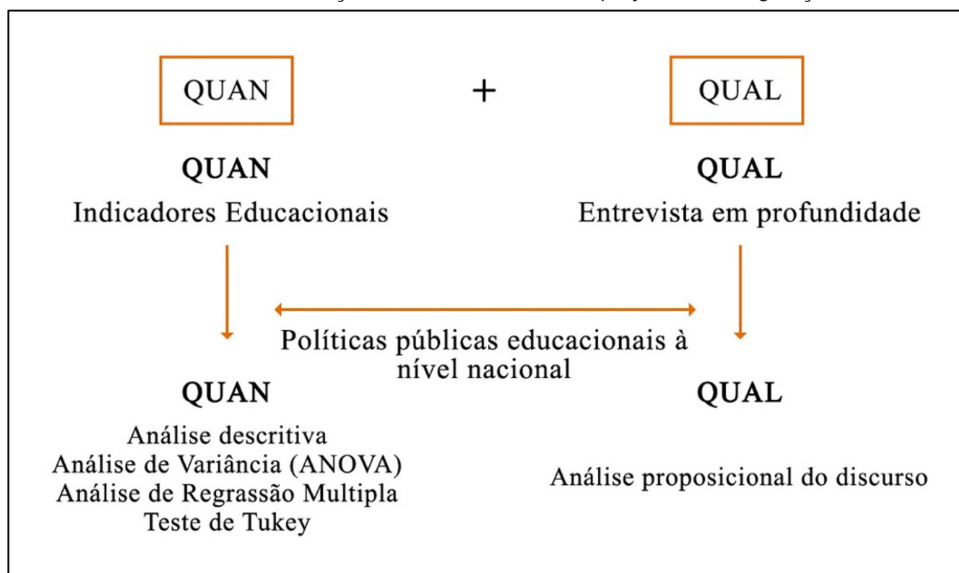 QUAN + QUAL
QUAN
Indicadores Educacionais
QUAL
Entrevista em profundidade
Políticas públicas educacionais à
nível nacional
QUAN
Análise descritiva
Análise de Variância (ANOVA)
Análise de Regrassão Multipla
Teste de Tukey
QUAL
Análise proposicional do discurso